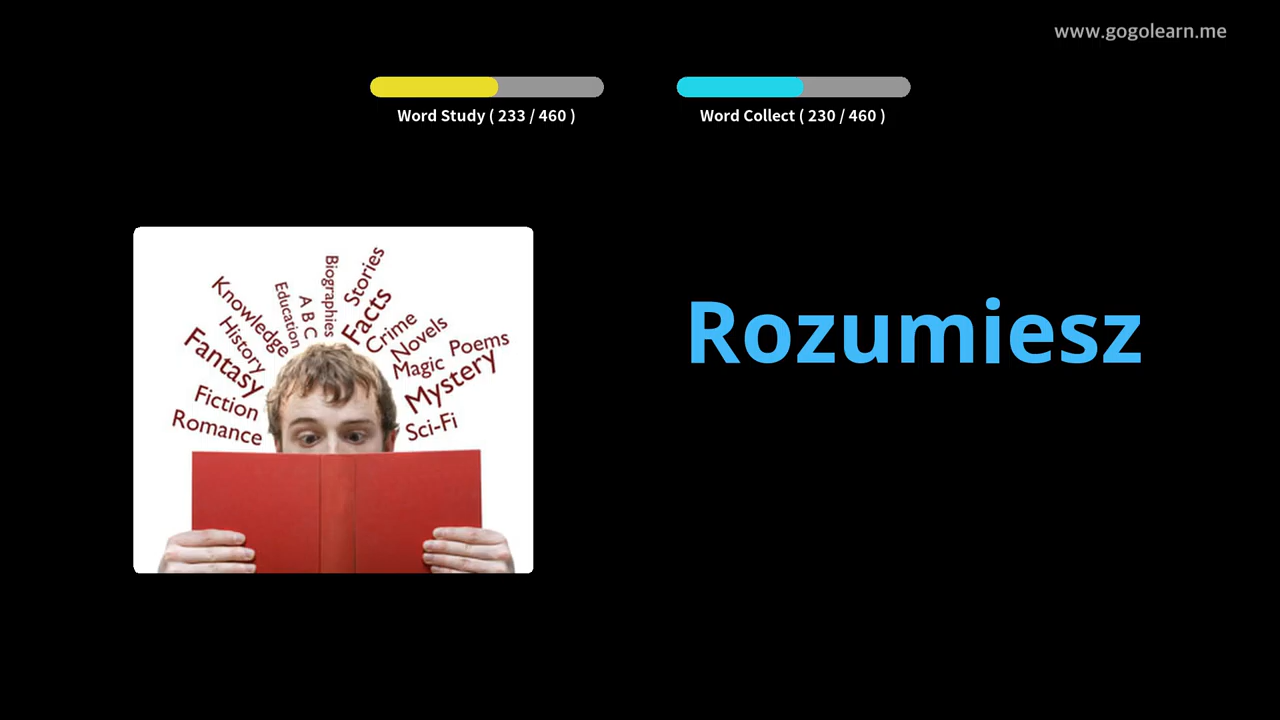 www.gogolearn.me
Word Study ( 233 / 460 )
Word Collect ( 230 / 460 )
Rozumiesz
Stories
Biographies
Education
A B C
Knowledge
Facts
Crime
History
Novels
Fantasy
Poems
Magic
Mystery
Fiction
Romance
Sci-Fi